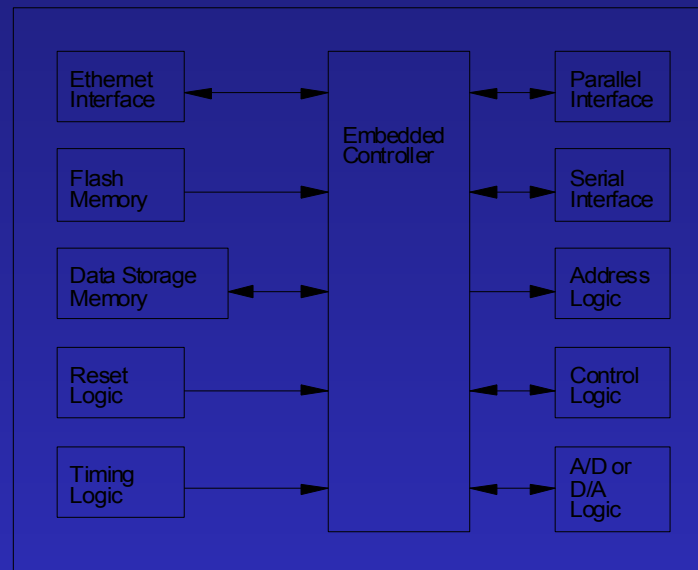 Ethernet
Interface
Flash
Memory
Data Storage
Memory
Reset
Logic
Timing
Logic
Embedded
Controller
Parallel
Interface
Serial
Interface
Address
Logic
Control
Logic
A/D or
D/A
Logic